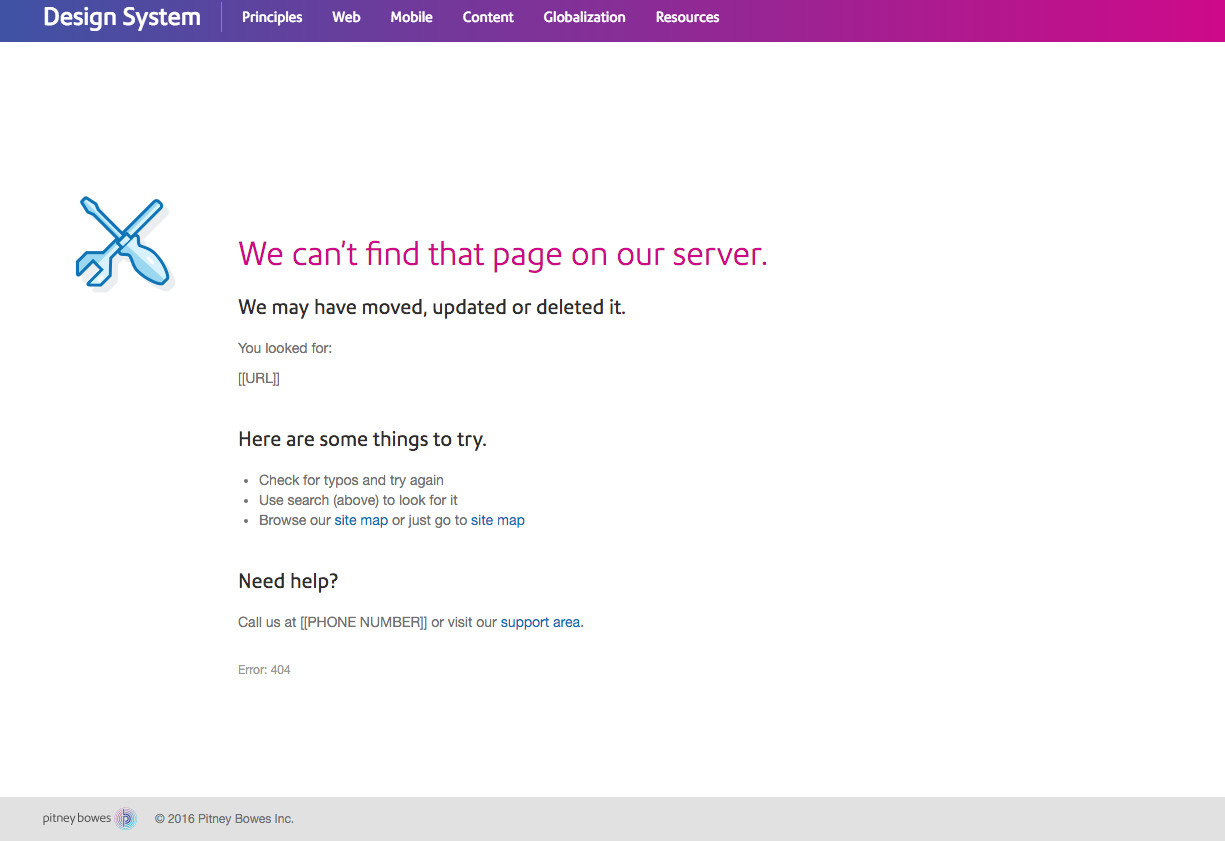 Design System Principles Web Mobile Content Globalization Resources
We can't find that page on our server.
We may have moved, updated or deleted it.
You looked for:
[[URL]]
Here are some things to try.
• Check for typos and try again
• Use search (above) to look for it
• Browse our site map or just go to site map
Need help?
Call us at [[PHONE NUMBER]] or visit our support area.
Error: 404
pitney bowes © 2016 Pitney Bowes Inc.